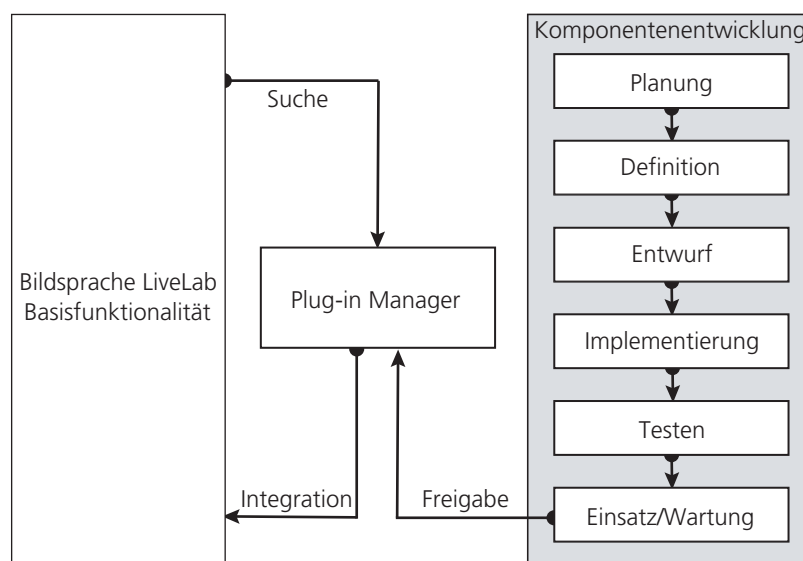 Bildsprache LiveLab
Basisfunktionalität
Suche
Plug-in Manager
Integration
Freigabe
Komponentenentwicklung
Planung
Definition
Entwurf
Implementierung
Testen
Einsatz/Wartung